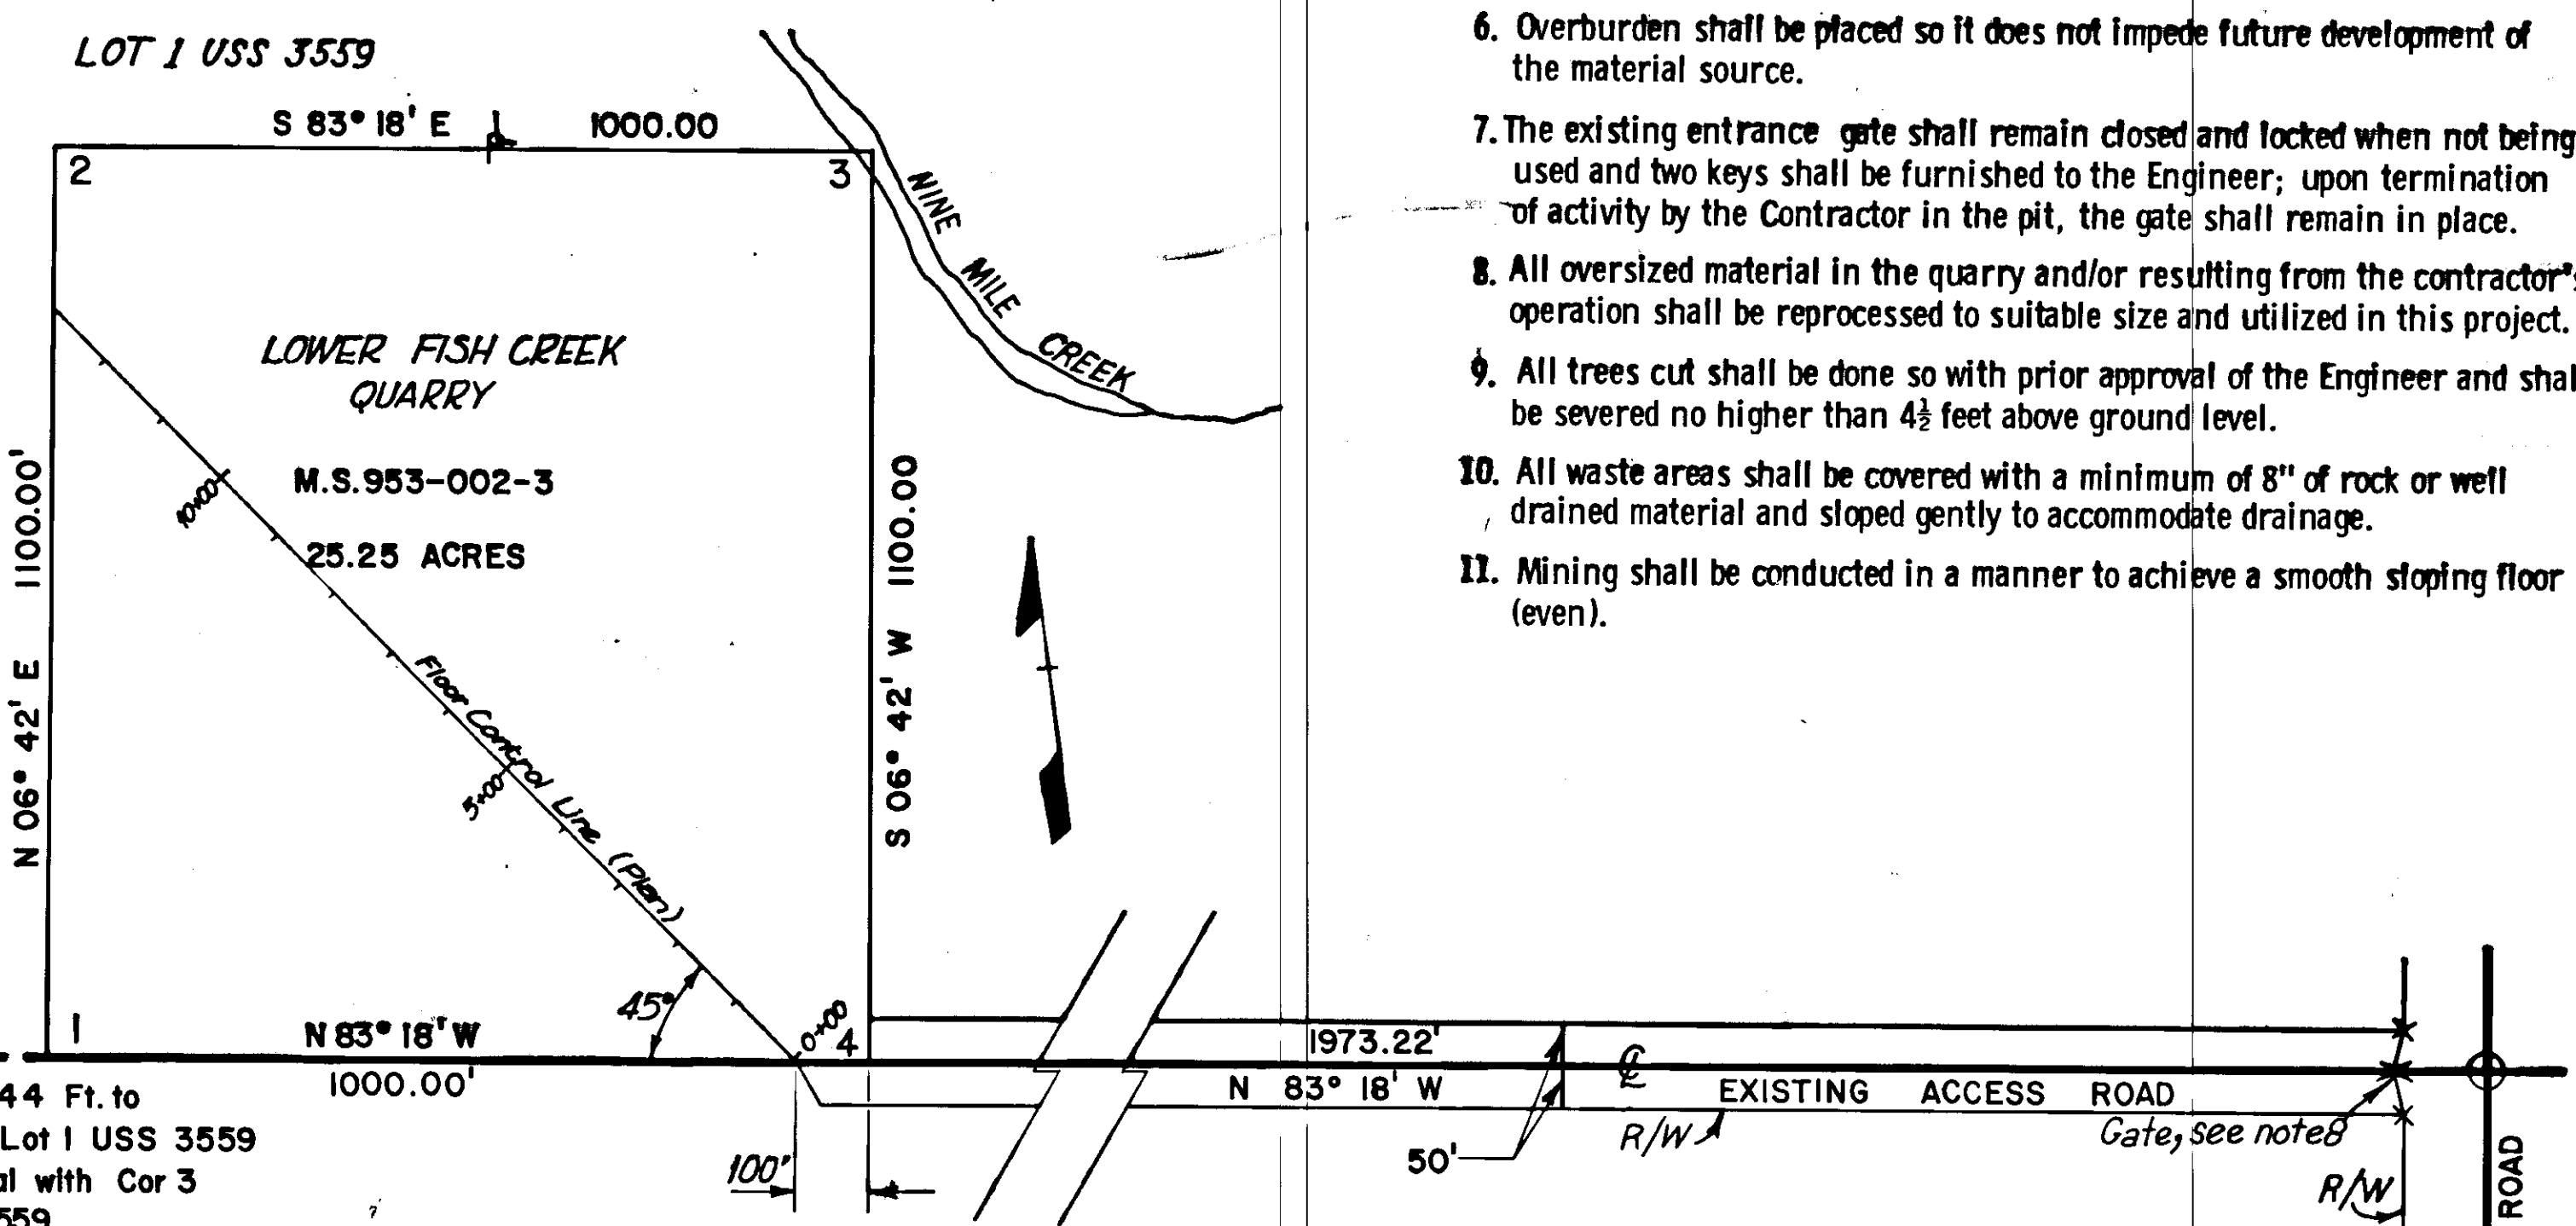 LOT 1 USS 3559
S 83° 18' E 1000.00
2
3
NINE MILE CREEK
LOWER FISH CREEK
QUARRY
M.S.953-002-3
25.25 ACRES
N 06° 42' E 1100.00'
S 06° 42' W 1100.00
10+00
5+00
0+00
Floor Control Line (Plan)
45°
1
4
N 83° 18' W
1000.00'
44 Ft. to
Lot 1 USS 3559
al with Cor 3
559
100'
1973.22'
N 83° 18' W
50'
℄
EXISTING ACCESS ROAD
R/W
Gate, see note 8
R/W
ROAD
6. Overburden shall be placed so it does not impede future development of
the material source.
7. The existing entrance gate shall remain closed and locked when not being
used and two keys shall be furnished to the Engineer; upon termination
of activity by the Contractor in the pit, the gate shall remain in place.
8. All oversized material in the quarry and/or resulting from the contractor's
operation shall be reprocessed to suitable size and utilized in this project.
9. All trees cut shall be done so with prior approval of the Engineer and shal
be severed no higher than 4½ feet above ground level.
10. All waste areas shall be covered with a minimum of 8" of rock or well
drained material and sloped gently to accommodate drainage.
11. Mining shall be conducted in a manner to achieve a smooth sloping floor
(even).